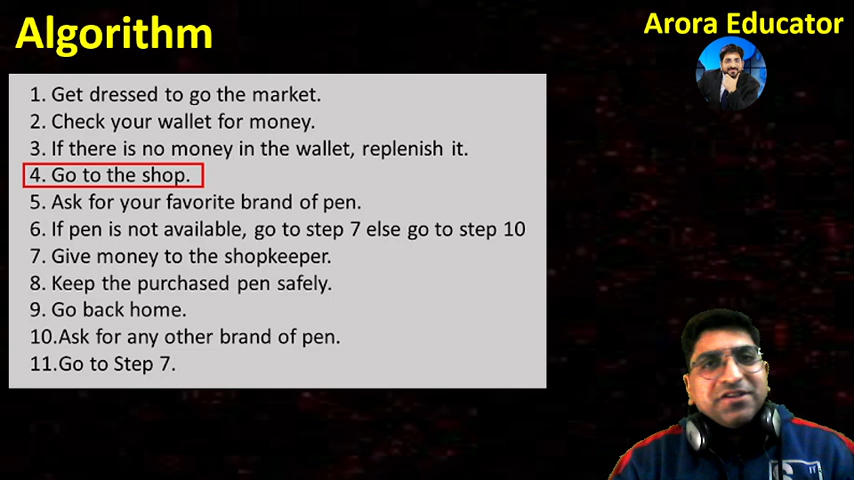 Algorithm
Arora Educator
1. Get dressed to go the market.
2. Check your wallet for money.
3. If there is no money in the wallet, replenish it.
4. Go to the shop.
5. Ask for your favorite brand of pen.
6. If pen is not available, go to step 7 else go to step 10
7. Give money to the shopkeeper.
8. Keep the purchased pen safely.
9. Go back home.
10.Ask for any other brand of pen.
11.Go to Step 7.